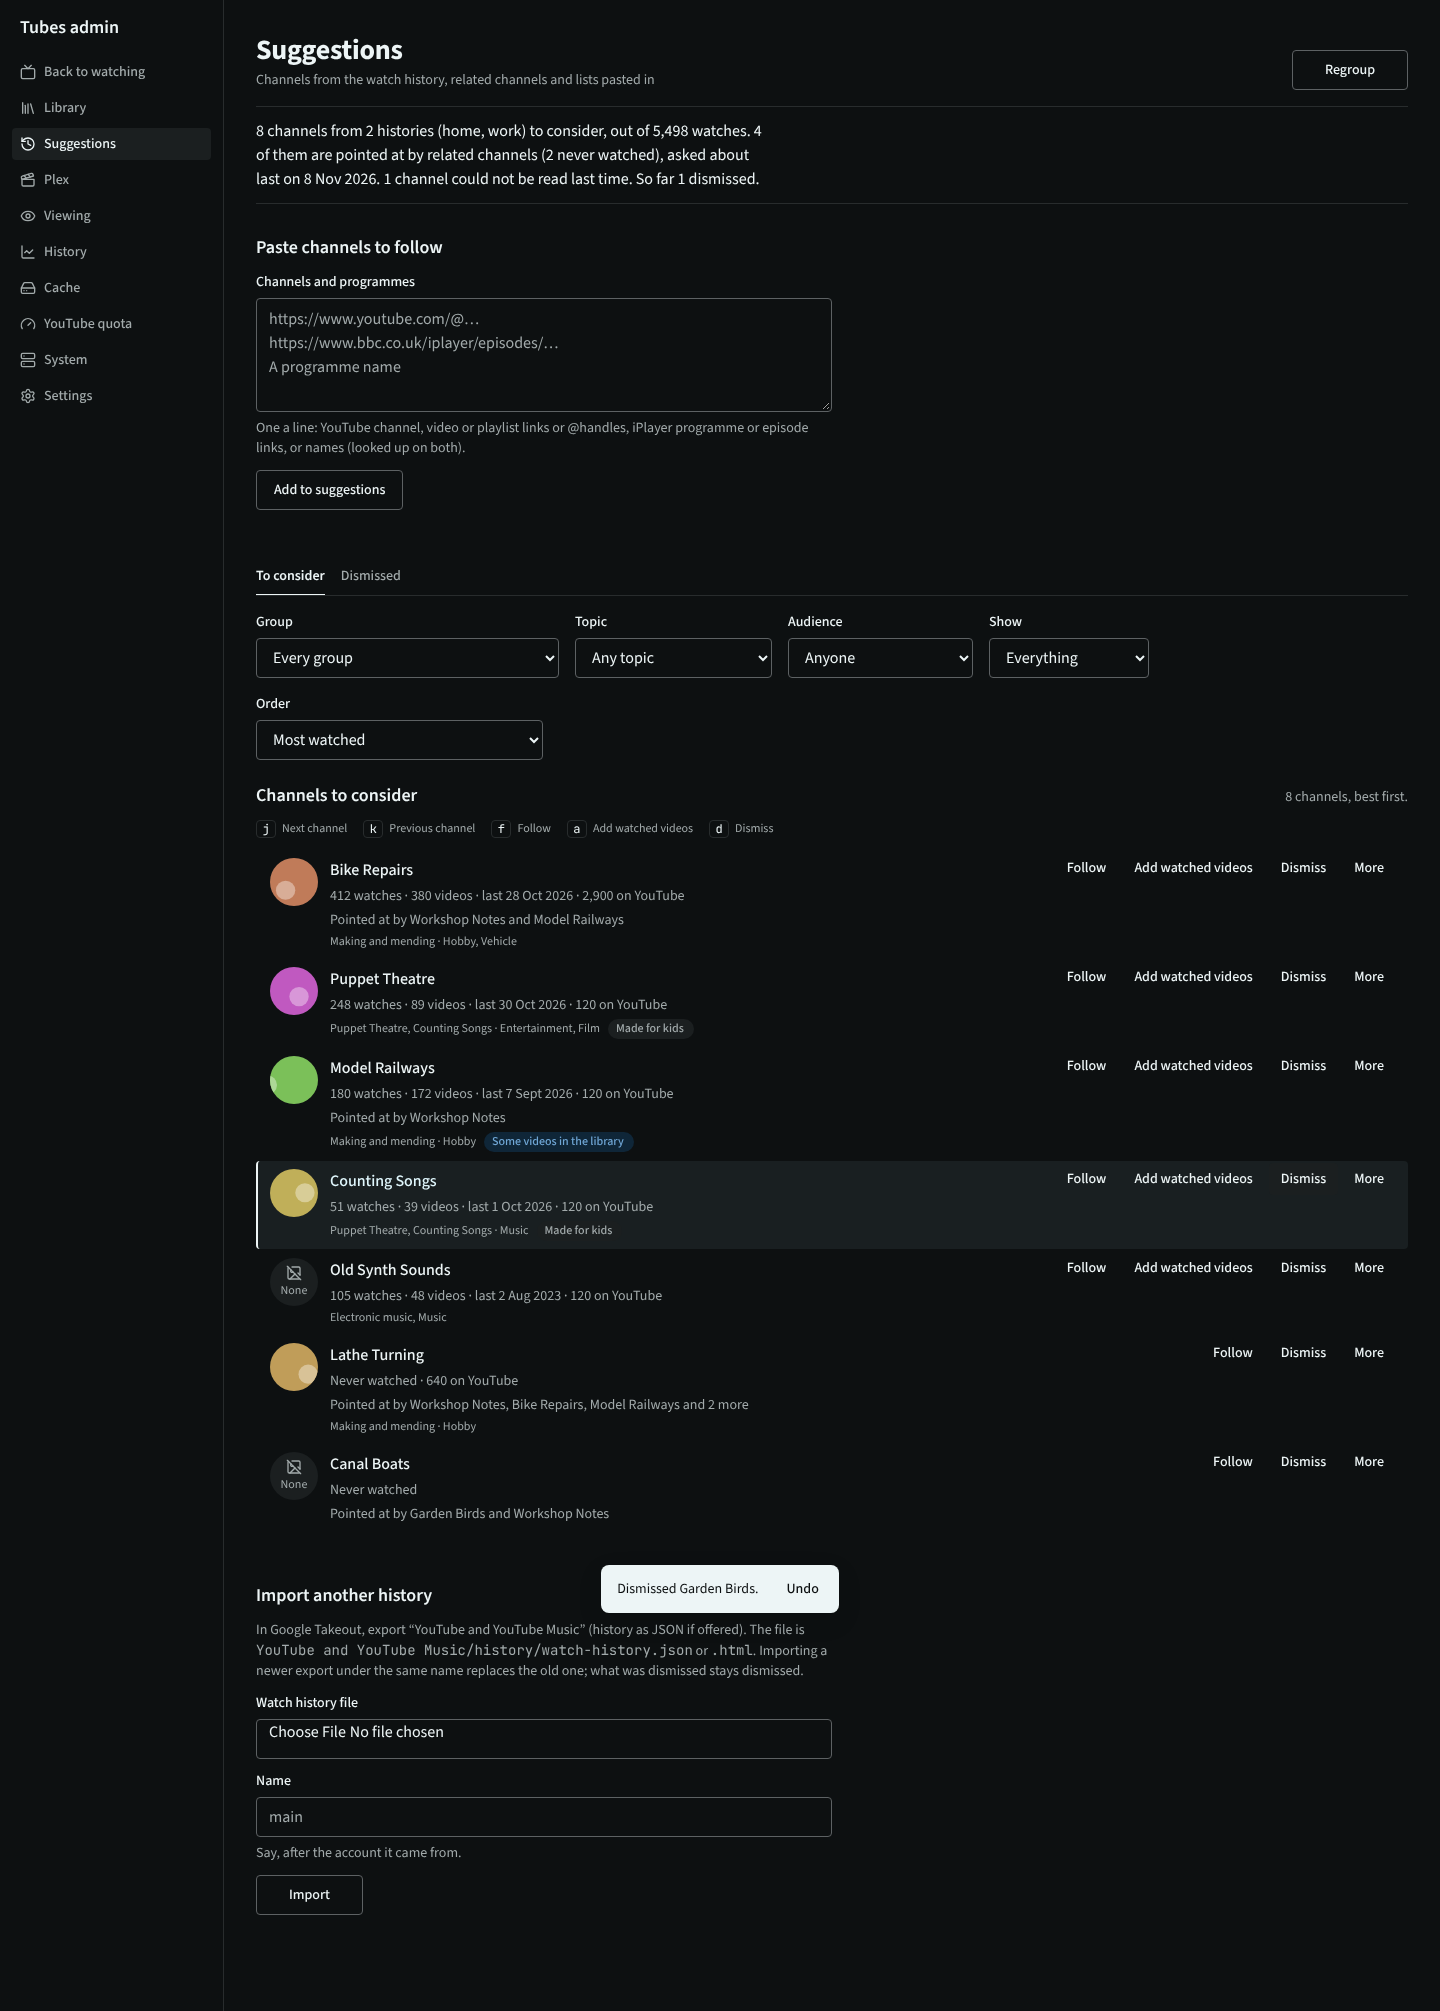 Tubes admin
Back to watching
Library
Suggestions
Plex
Viewing
History
Cache
YouTube quota
System
Settings
Suggestions
Channels from the watch history, related channels and lists pasted in
Regroup
8 channels from 2 histories (home, work) to consider, out of 5,498 watches. 4
of them are pointed at by related channels (2 never watched), asked about
last on 8 Nov 2026. 1 channel could not be read last time. So far 1 dismissed.
Paste channels to follow
Channels and programmes
https://www.youtube.com/@…
https://www.bbc.co.uk/iplayer/episodes/…
A programme name
One a line: YouTube channel, video or playlist links or @handles, iPlayer programme or episode
links, or names (looked up on both).
Add to suggestions
To consider Dismissed
Group Topic Audience Show
Every group Any topic Anyone Everything
Order
Most watched
Channels to consider 8 channels, best first.
j Next channel k Previous channel f Follow a Add watched videos d Dismiss
Bike Repairs Follow Add watched videos Dismiss More
412 watches · 380 videos · last 28 Oct 2026 · 2,900 on YouTube
Pointed at by Workshop Notes and Model Railways
Making and mending · Hobby, Vehicle
Puppet Theatre Follow Add watched videos Dismiss More
248 watches · 89 videos · last 30 Oct 2026 · 120 on YouTube
Puppet Theatre, Counting Songs · Entertainment, Film Made for kids
Model Railways Follow Add watched videos Dismiss More
180 watches · 172 videos · last 7 Sept 2026 · 120 on YouTube
Pointed at by Workshop Notes
Making and mending · Hobby Some videos in the library
Counting Songs Follow Add watched videos Dismiss More
51 watches · 39 videos · last 1 Oct 2026 · 120 on YouTube
Puppet Theatre, Counting Songs · Music Made for kids
None
Old Synth Sounds Follow Add watched videos Dismiss More
105 watches · 48 videos · last 2 Aug 2023 · 120 on YouTube
Electronic music, Music
Lathe Turning Follow Dismiss More
Never watched · 640 on YouTube
Pointed at by Workshop Notes, Bike Repairs, Model Railways and 2 more
Making and mending · Hobby
None
Canal Boats Follow Dismiss More
Never watched
Pointed at by Garden Birds and Workshop Notes
Dismissed Garden Birds. Undo
Import another history
In Google Takeout, export “YouTube and YouTube Music” (history as JSON if offered). The file is
YouTube and YouTube Music/history/watch-history.json or .html. Importing a
newer export under the same name replaces the old one; what was dismissed stays dismissed.
Watch history file
Choose File No file chosen
Name
main
Say, after the account it came from.
Import